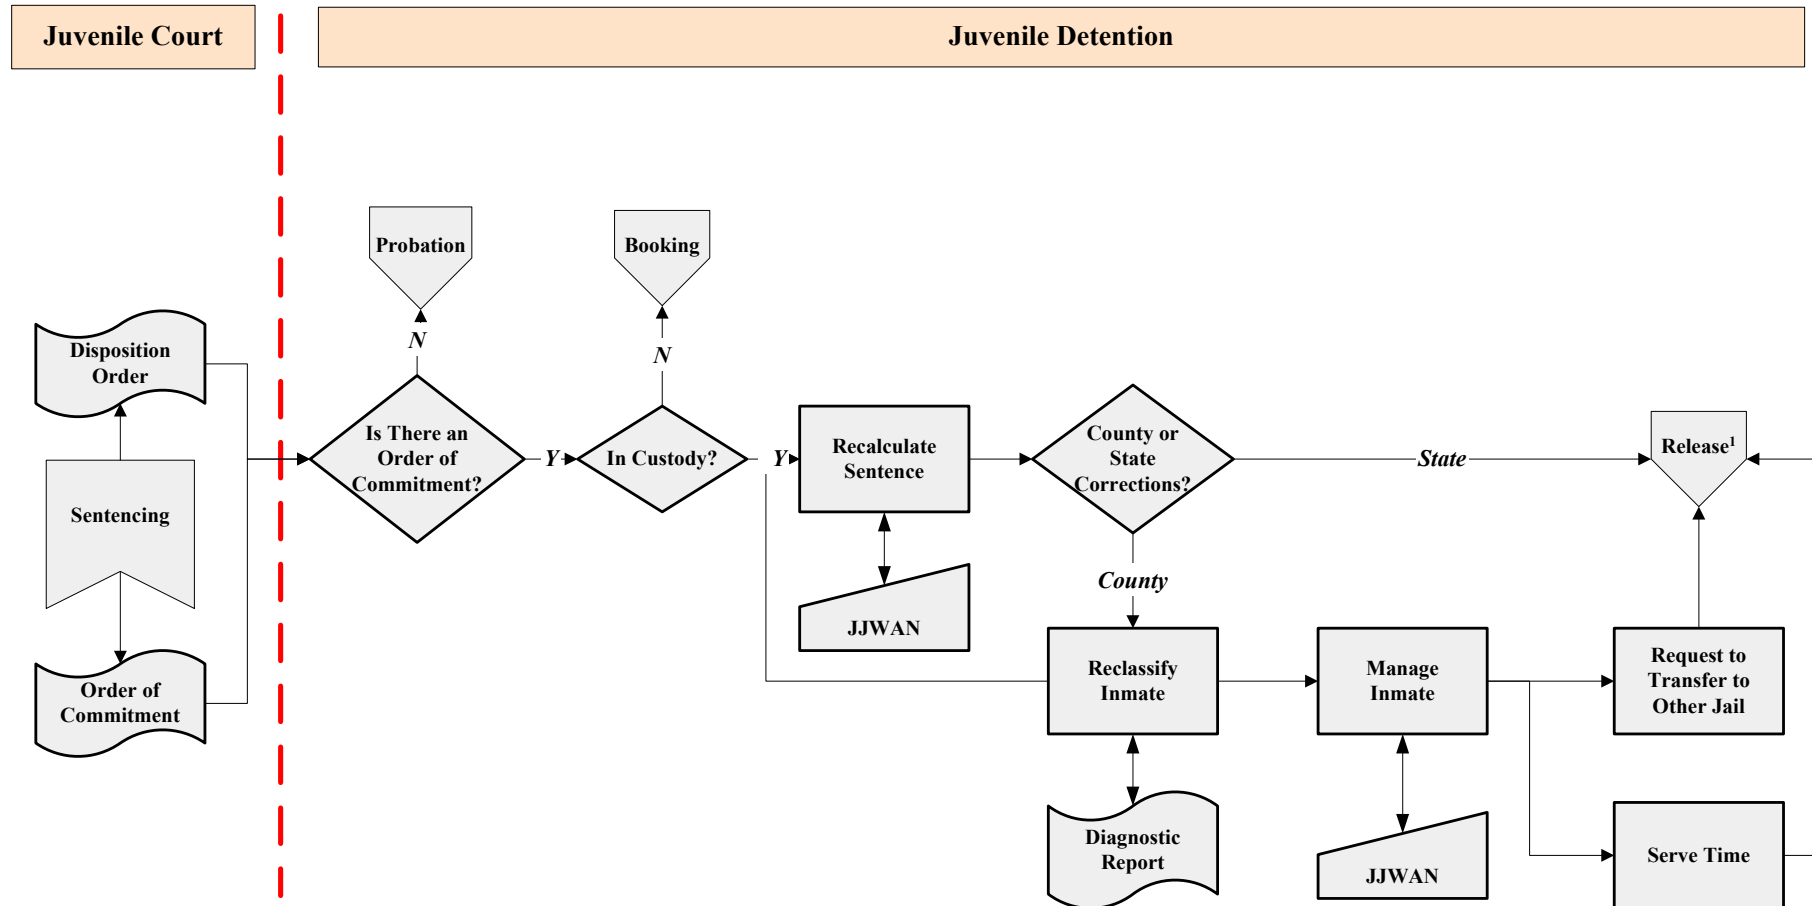 Juvenile Court
Juvenile Detention
Probation
Booking
N
N
Disposition
Order
Is There an
Order of
Commitment?
Y
In Custody?
Y
Recalculate
Sentence
County or
State
Corrections?
State
Release¹
Sentencing
JJWAN
County
Order of
Commitment
Reclassify
Inmate
Manage
Inmate
Request to
Transfer to
Other Jail
Diagnostic
Report
JJWAN
Serve Time